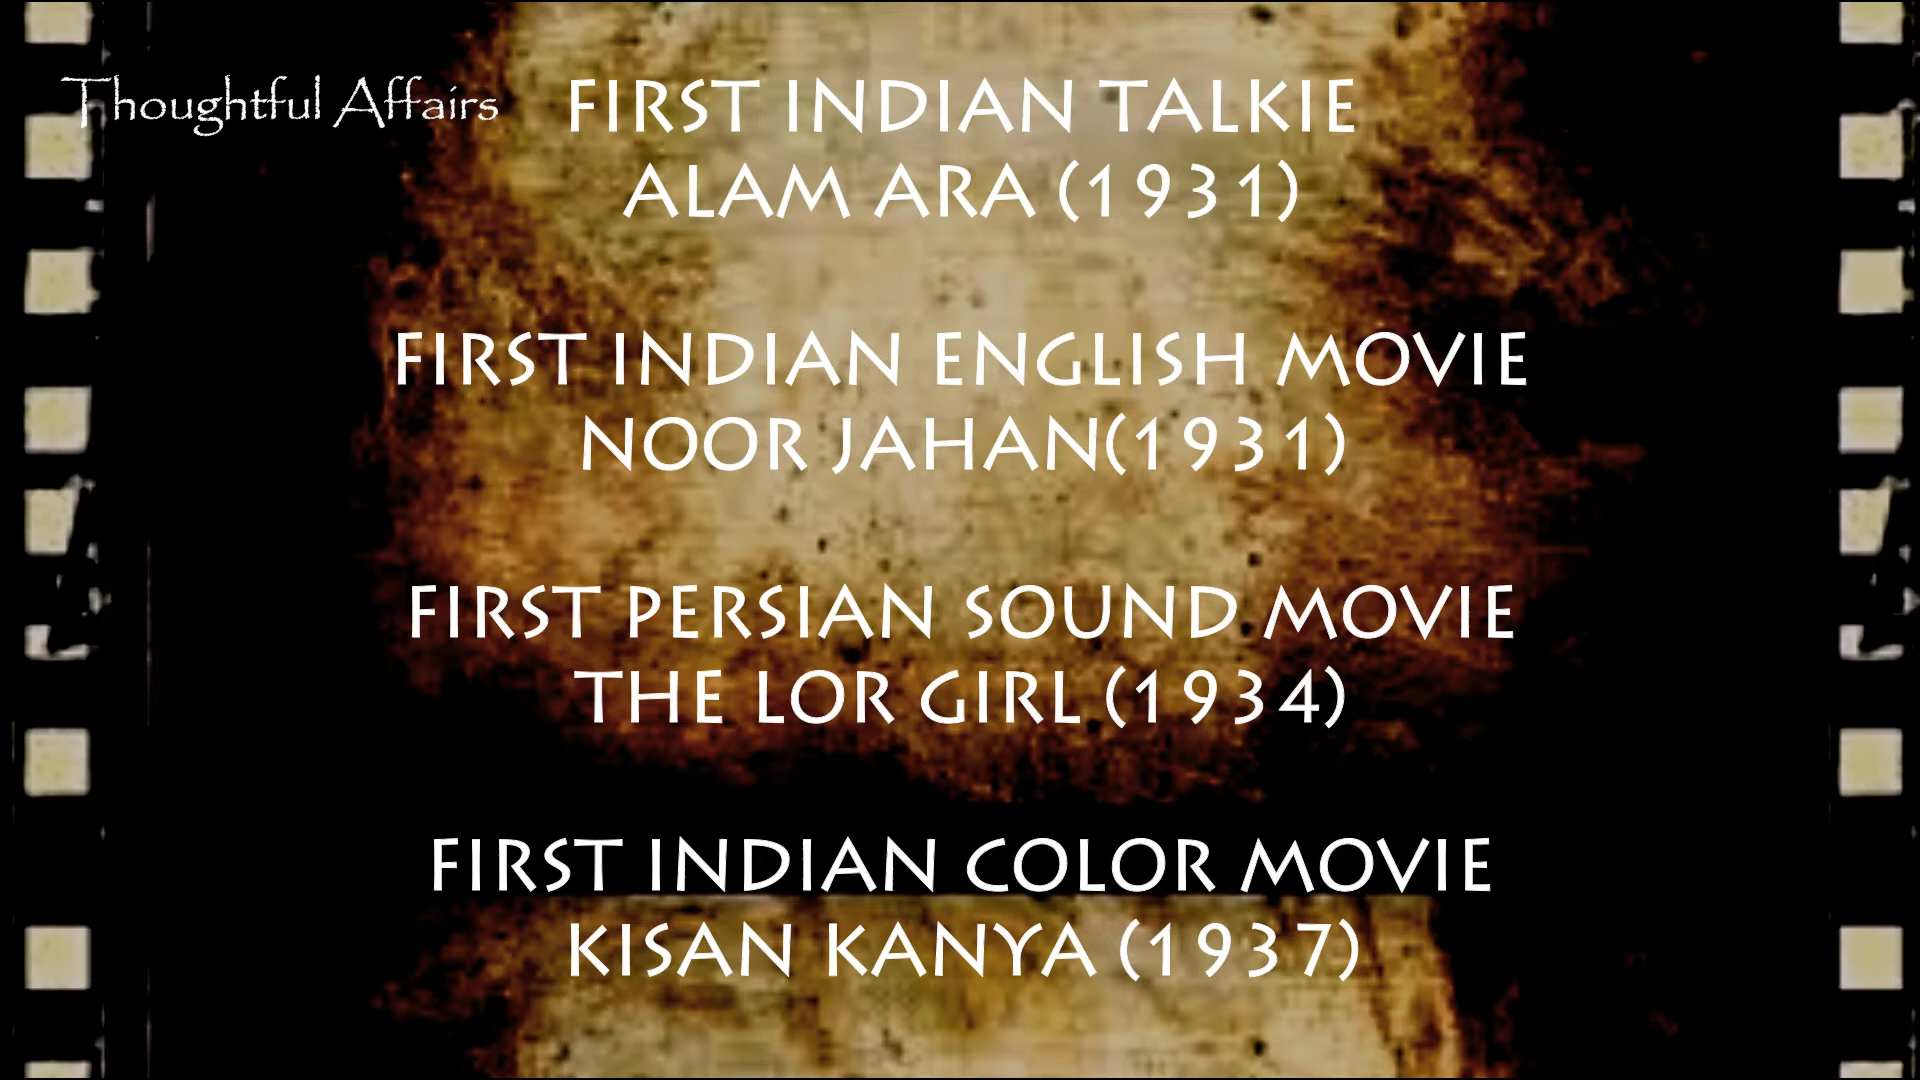 Thoughtful Affairs
FIRST INDIAN TALKIE
ALAM ARA (1931)
FIRST INDIAN ENGLISH MOVIE
NOOR JAHAN(1931)
FIRST PERSIAN SOUND MOVIE
THE LOR GIRL (1934)
FIRST INDIAN COLOR MOVIE
KISAN KANYA (1937)